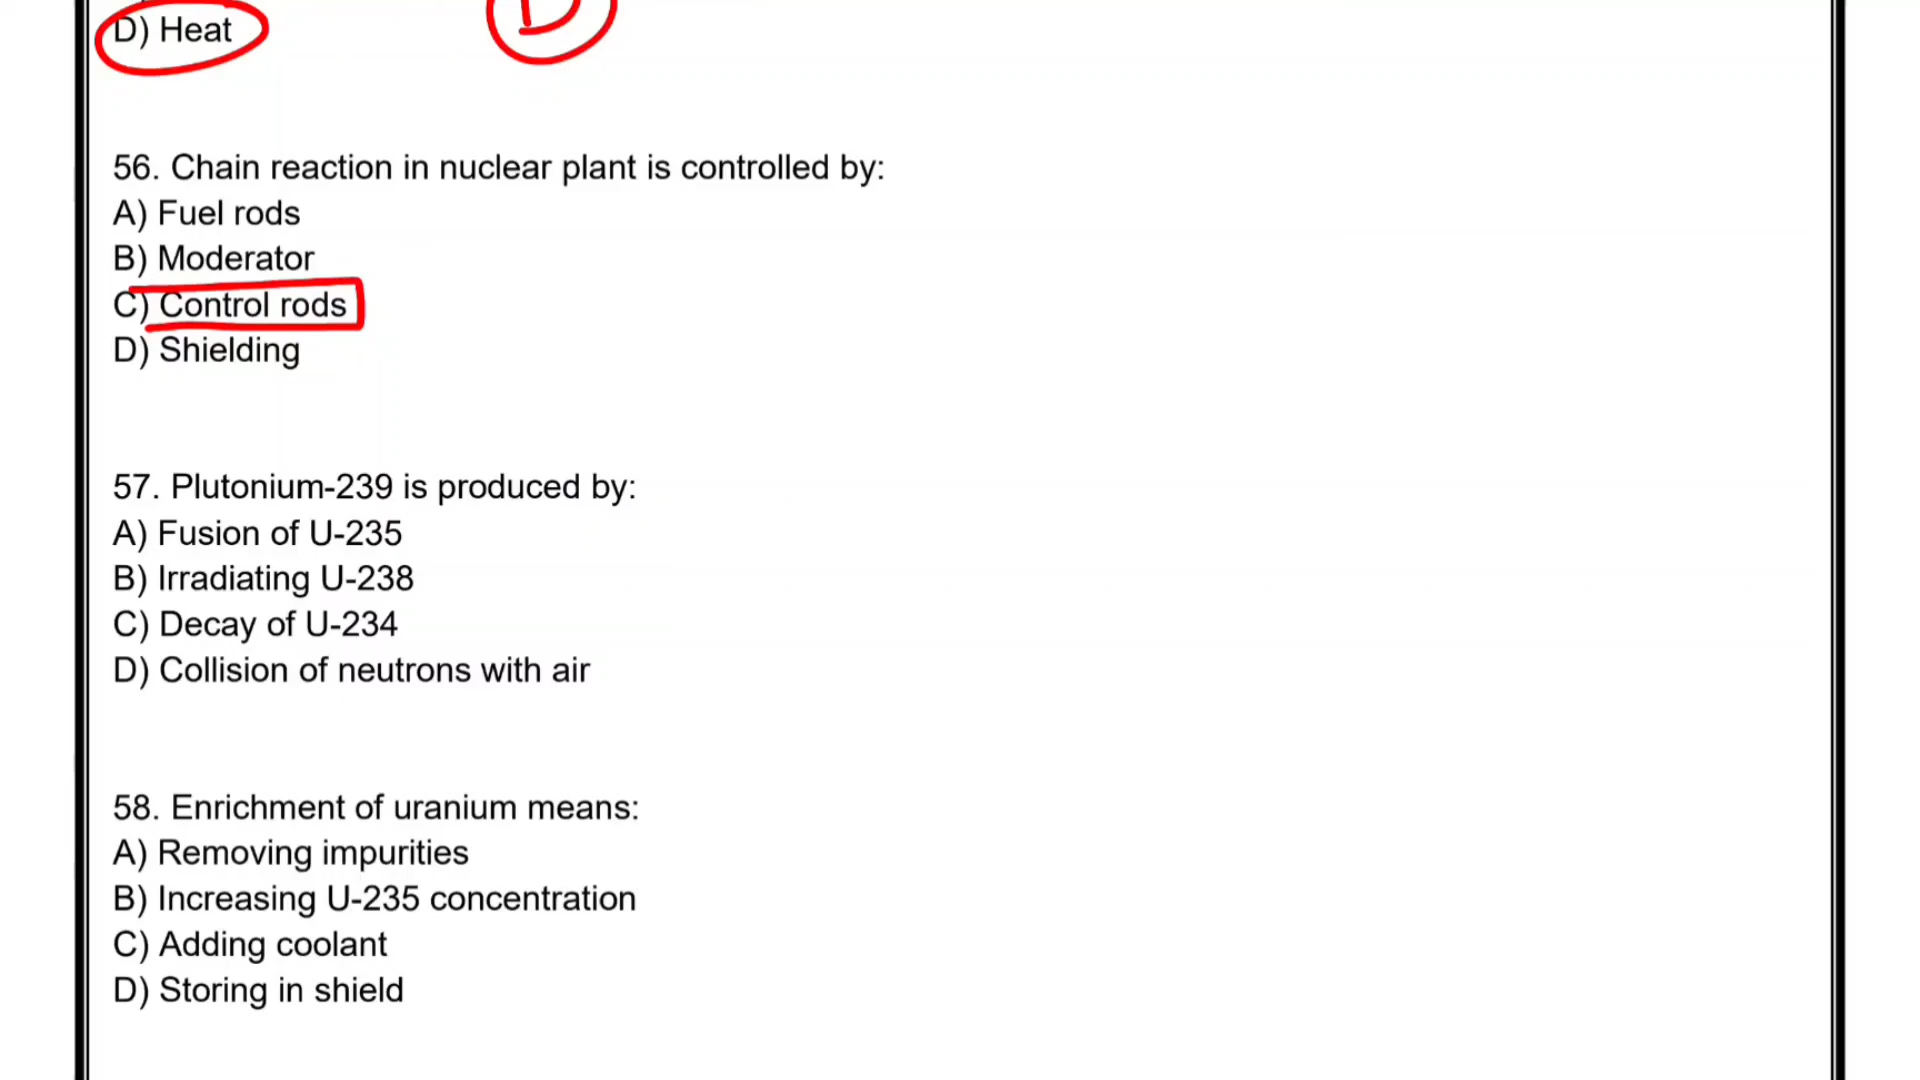 D) Heat
D
56. Chain reaction in nuclear plant is controlled by:
A) Fuel rods
B) Moderator
C) Control rods
D) Shielding
57. Plutonium-239 is produced by:
A) Fusion of U-235
B) Irradiating U-238
C) Decay of U-234
D) Collision of neutrons with air
58. Enrichment of uranium means:
A) Removing impurities
B) Increasing U-235 concentration
C) Adding coolant
D) Storing in shield